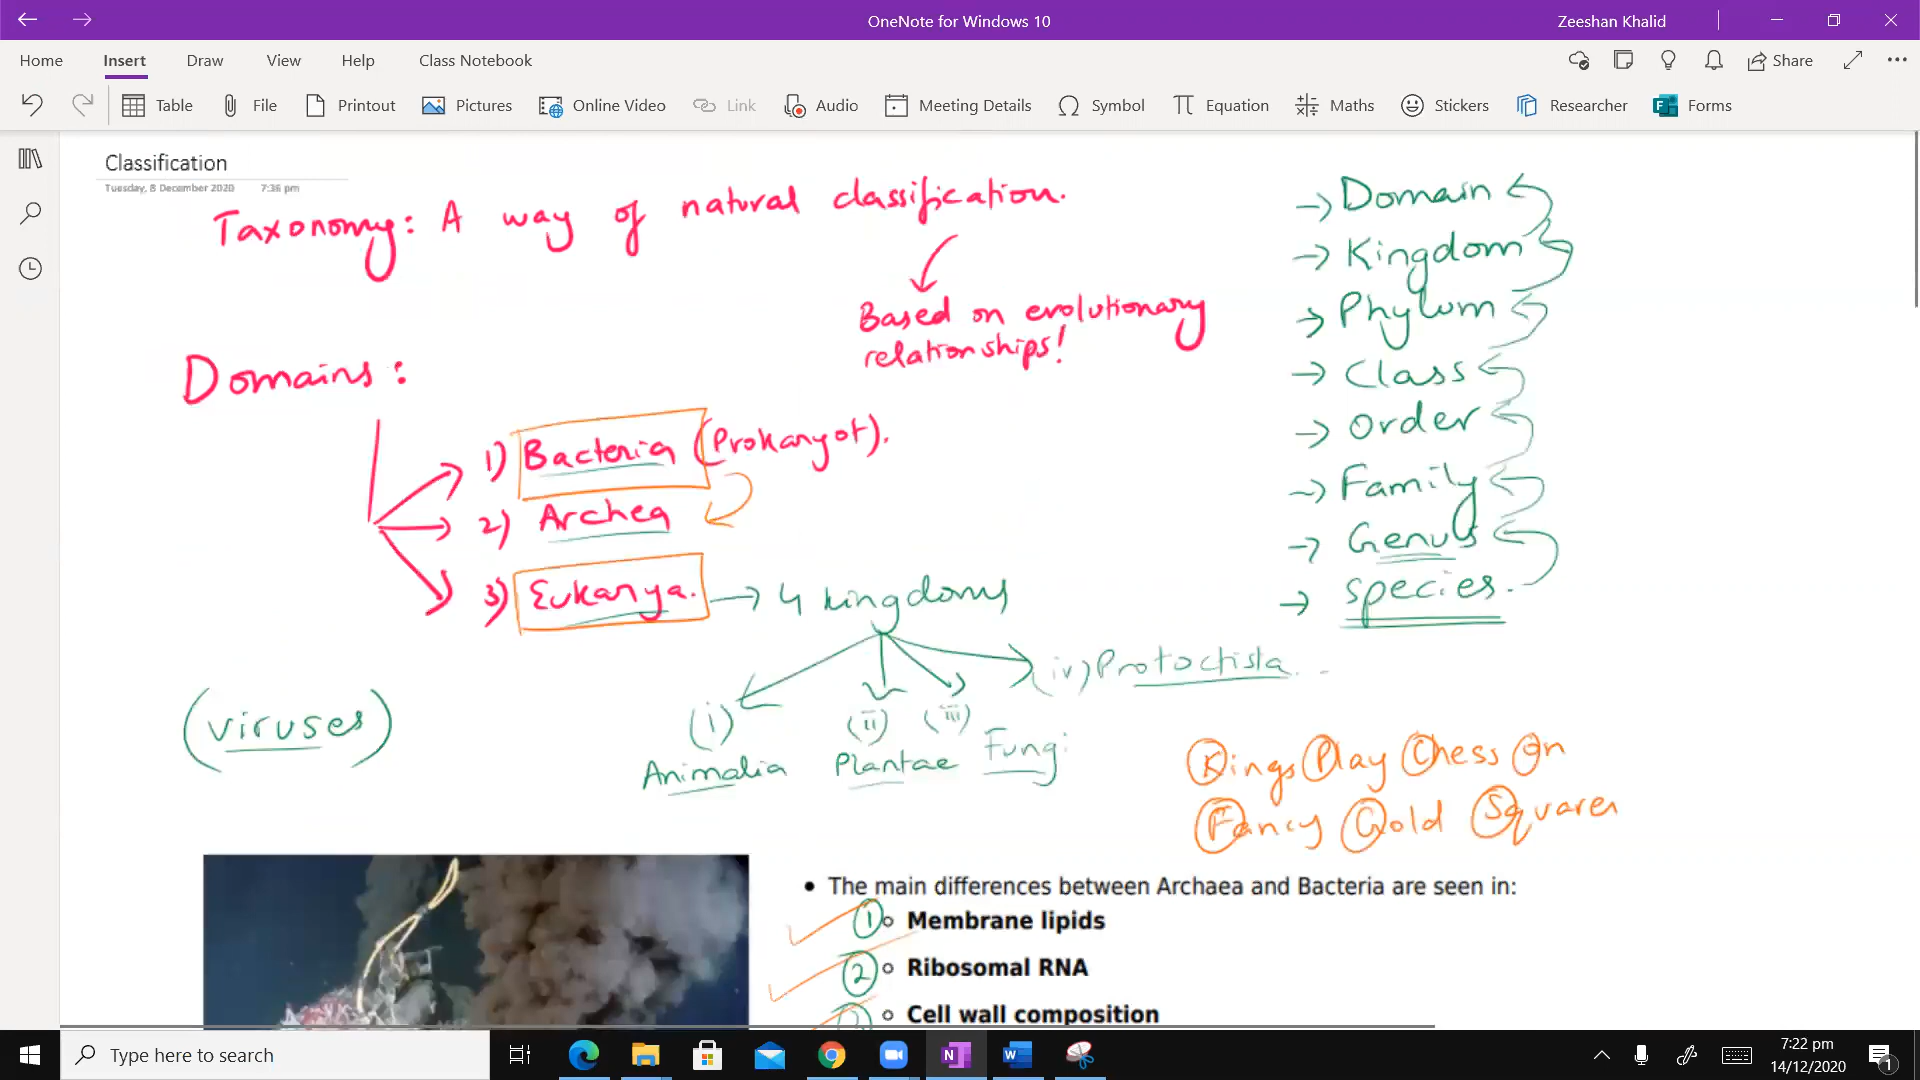 OneNote for Windows 10
Zeeshan Khalid
Home Insert Draw View Help Class Notebook
Share
Table File Printout Pictures Online Video Link Audio Meeting Details Symbol Equation Maths Stickers Researcher Forms
Classification
Tuesday, 8 December 2020 7:36 pm
Taxonomy: A way of natural classification.
Based on evolutionary
relationships!
→ Domain
→ Kingdom
→ Phylum
→ Class
→ Order
→ Family
→ Genus
→ Species.
Domains:
1) Bacteria (Prokaryot).
2) Archea
3) Eukarya. → 4 kingdoms
(i) Animalia
(ii) Plantae
(iii) Fungi
(iv) Protoctista
(viruses)
Kings Play Chess On
Fancy Gold Squares
• The main differences between Archaea and Bacteria are seen in:
1 Membrane lipids
2 Ribosomal RNA
Cell wall composition
Type here to search
7:22 pm
14/12/2020
1